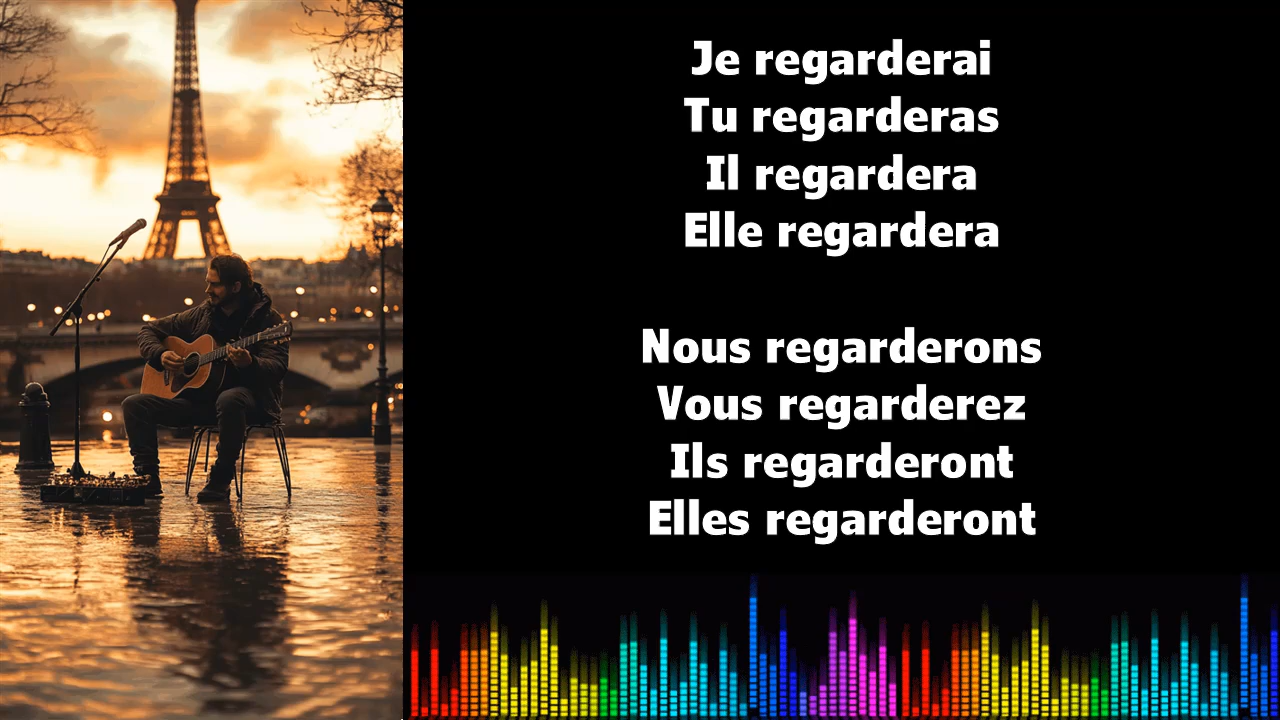 Je regarderai
Tu regarderas
Il regardera
Elle regardera
Nous regarderons
Vous regarderez
Ils regarderont
Elles regarderont